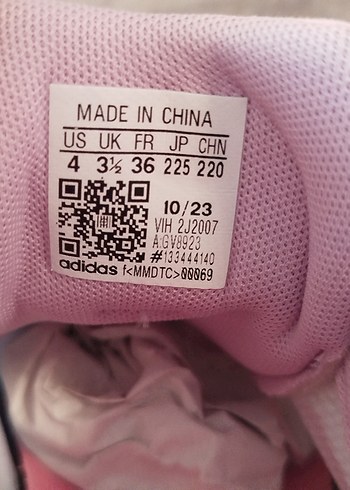 MADE IN CHINA
US UK FR JP CHN
4 3½ 36 225 220
10/23
VIH 2J2007
A:GV8923
#133444140
adidas f<MMDTC>00069